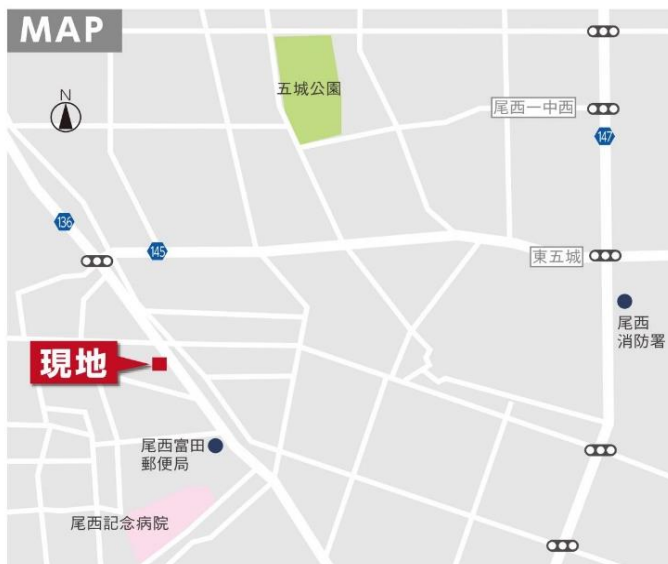 MAP
N
五城公園
尾西一中西
147
136
145
東五城
尾西
消防署
現地
尾西富田
郵便局
尾西記念病院